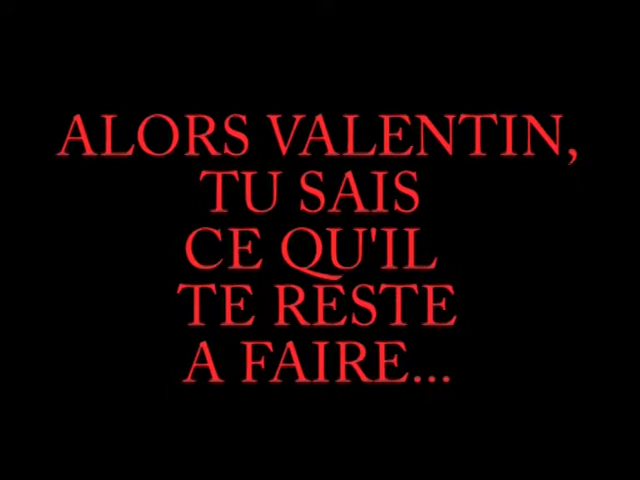 ALORS VALENTIN,
TU SAIS
CE QU'IL
TE RESTE
A FAIRE...